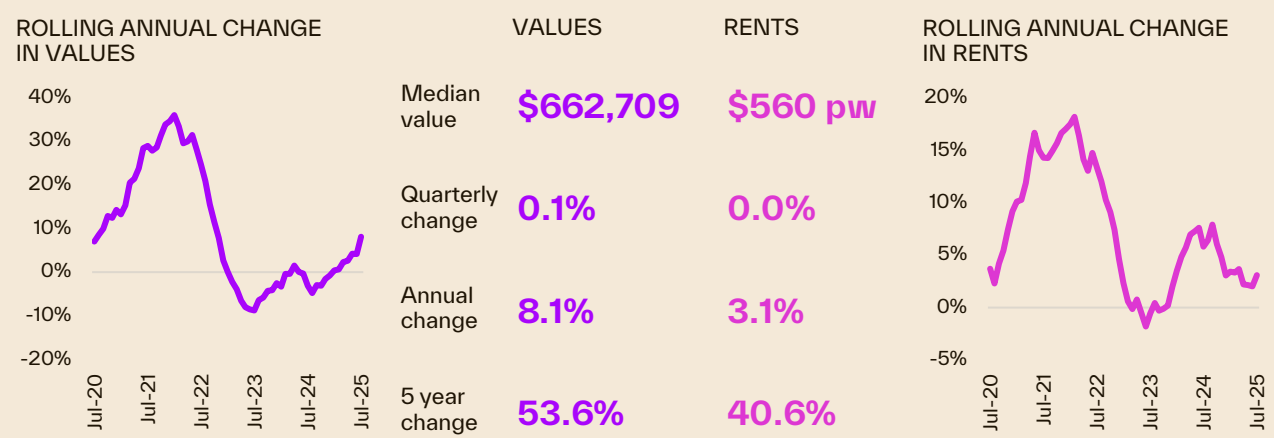 ROLLING ANNUAL CHANGE
IN VALUES
40%
30%
20%
10%
0%
-10%
-20%
Jul-20
Jul-21
Jul-22
Jul-23
Jul-24
Jul-25
VALUES
RENTS
Median
value
$662,709
$560 pw
Quarterly
change
0.1%
0.0%
Annual
change
8.1%
3.1%
5 year
change
53.6%
40.6%
ROLLING ANNUAL CHANGE
IN RENTS
20%
15%
10%
5%
0%
-5%
Jul-20
Jul-21
Jul-22
Jul-23
Jul-24
Jul-25